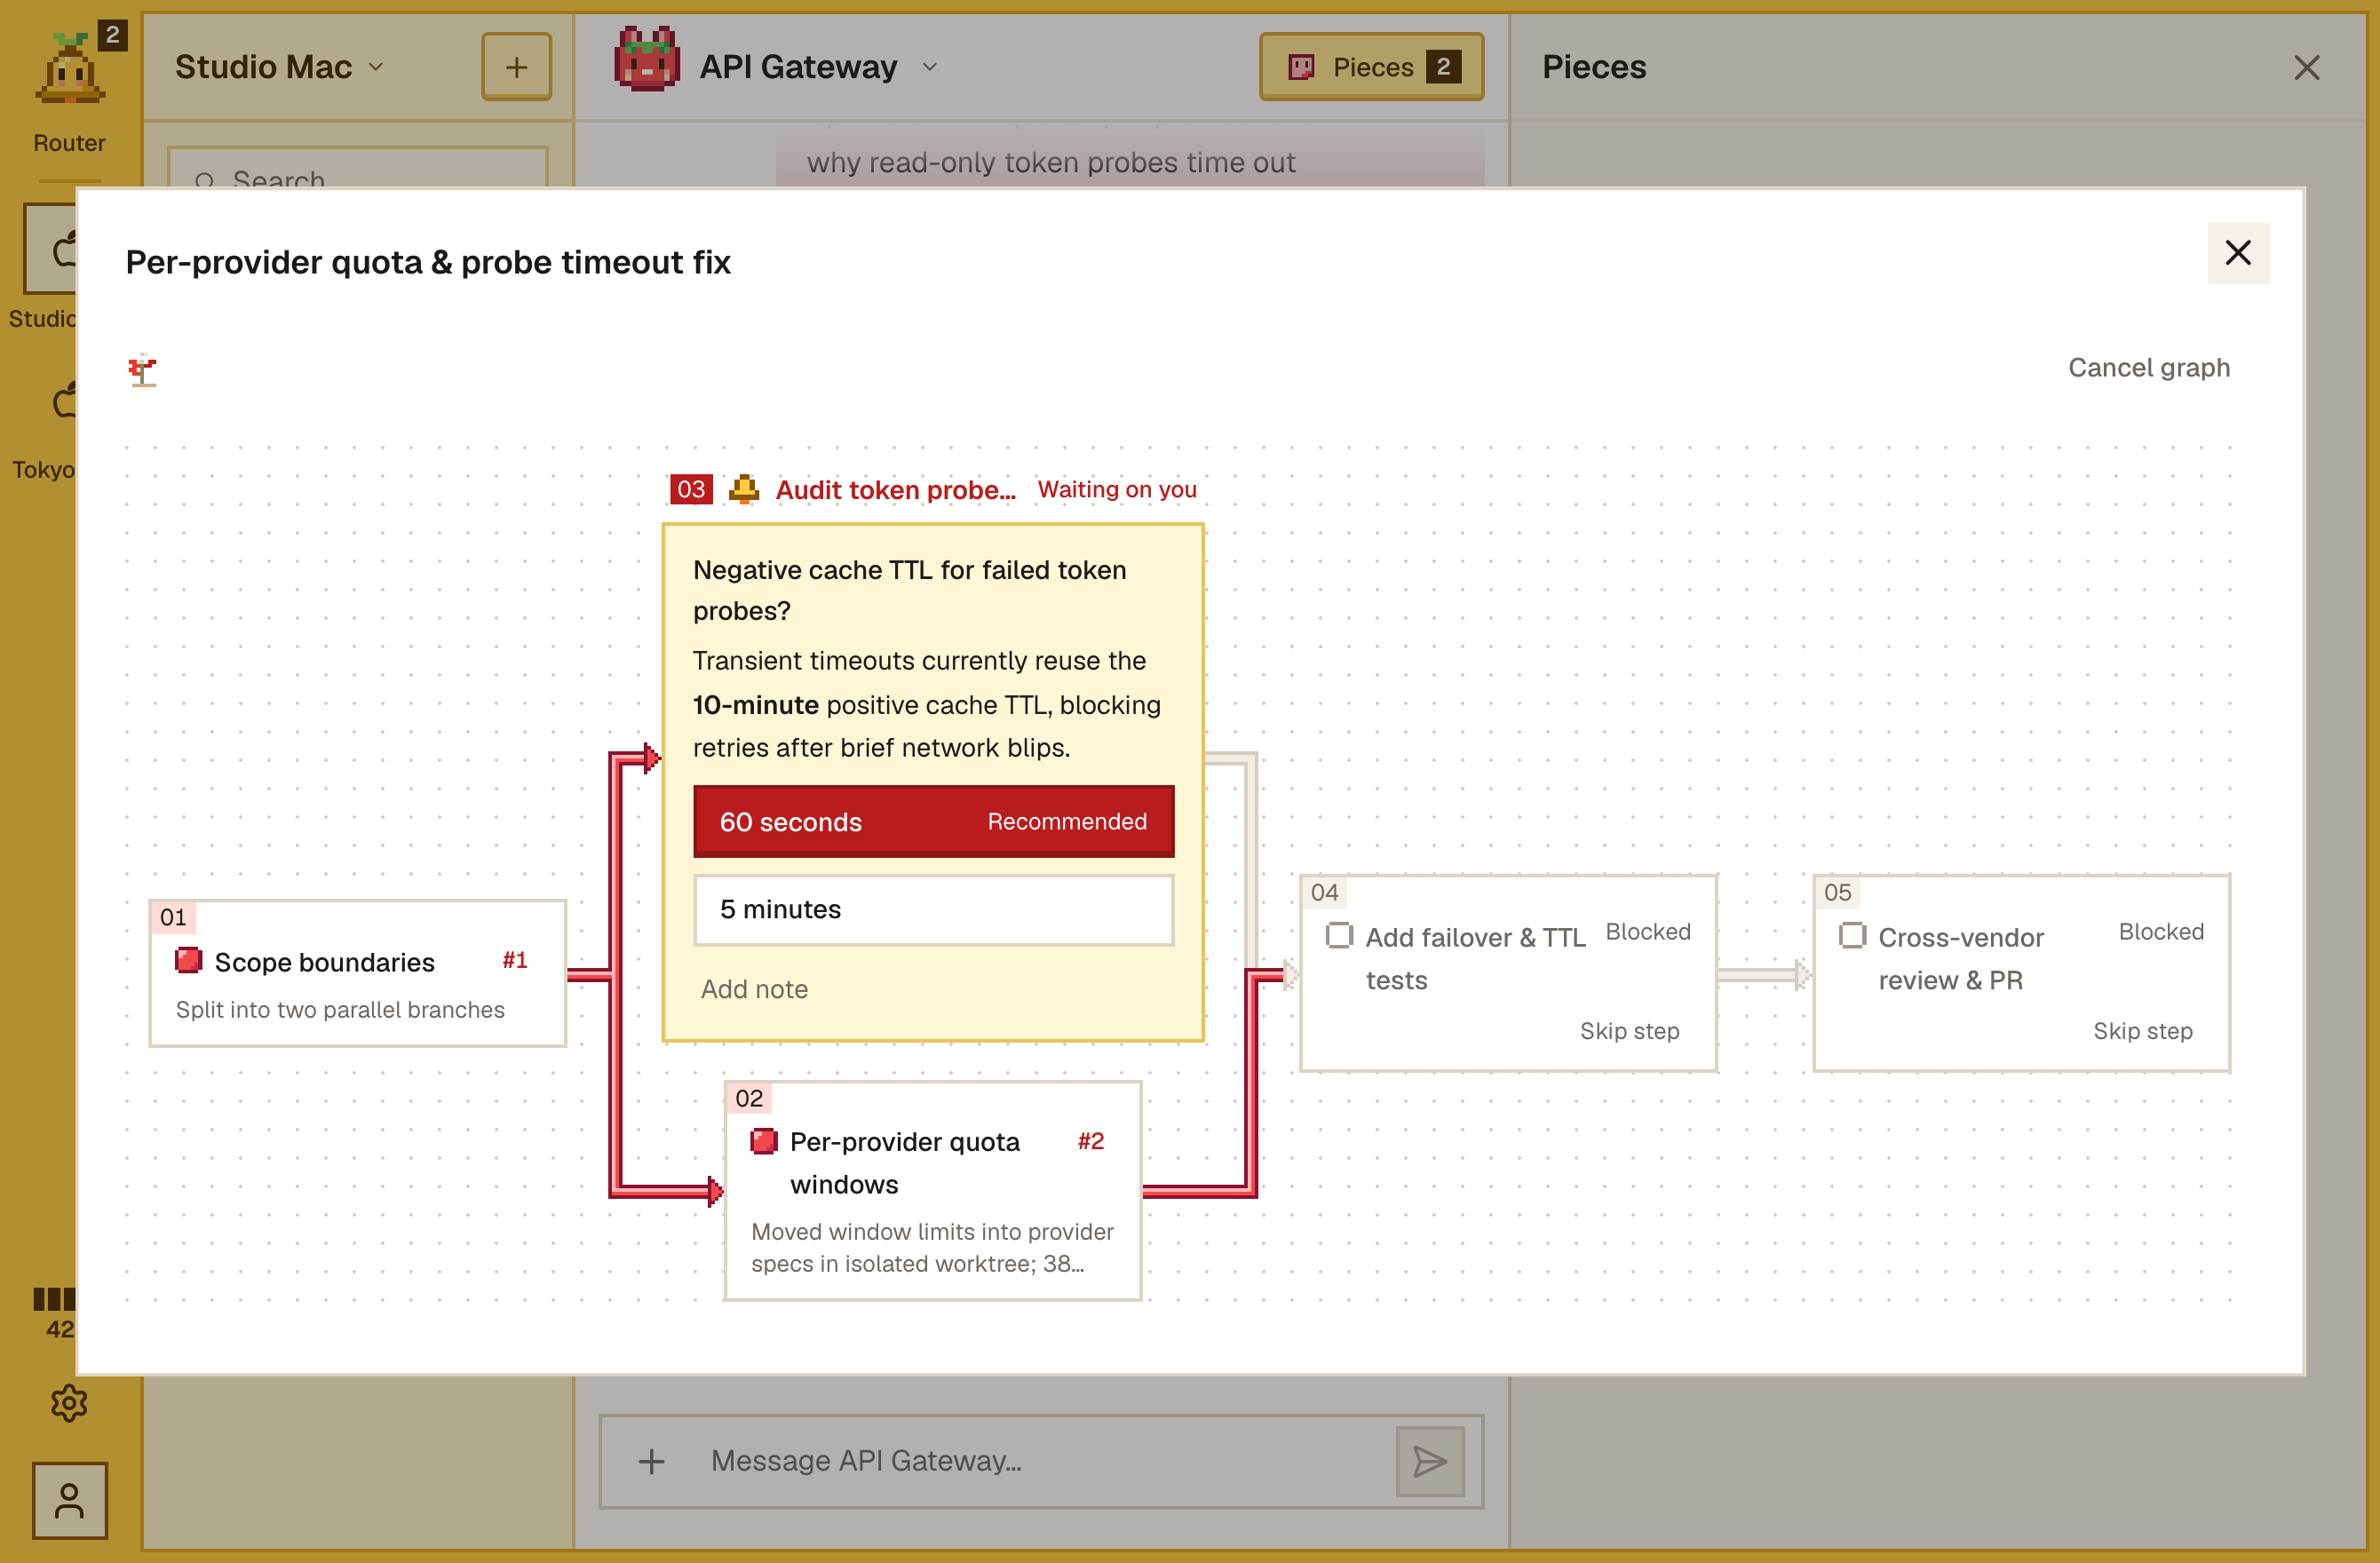 2
Router
Studio Mac
API Gateway
Pieces 2
Pieces
Search
why read-only token probes time out
Per-provider quota & probe timeout fix
Cancel graph
Studio
Tokyo
03 Audit token probe... Waiting on you
Negative cache TTL for failed token
probes?
Transient timeouts currently reuse the
10-minute positive cache TTL, blocking
retries after brief network blips.
60 seconds Recommended
5 minutes
Add note
01
Scope boundaries #1
Split into two parallel branches
02
Per-provider quota #2
windows
Moved window limits into provider
specs in isolated worktree; 38...
04
Add failover & TTL Blocked
tests
Skip step
05
Cross-vendor Blocked
review & PR
Skip step
42
Message API Gateway...